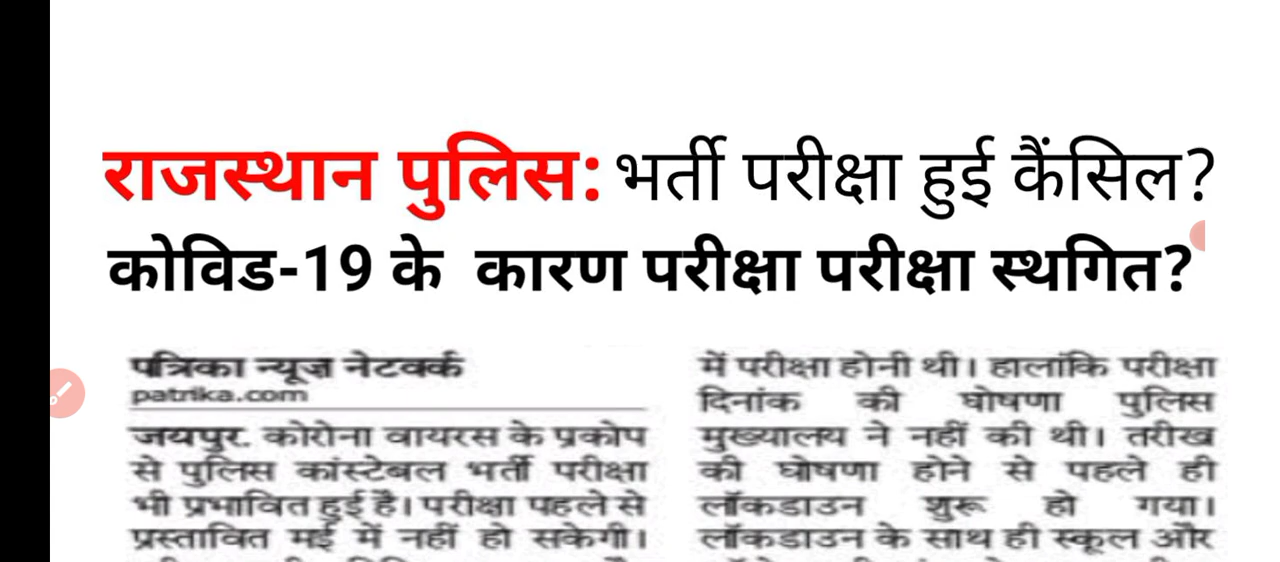 राजस्थान पुलिस: भर्ती परीक्षा हुई कैंसिल?
कोविड-19 के कारण परीक्षा परीक्षा स्थगित?
पत्रिका न्यूज नेटवर्क
patrika.com
जयपुर. कोरोना वायरस के प्रकोप
से पुलिस कांस्टेबल भर्ती परीक्षा
भी प्रभावित हुई है। परीक्षा पहले से
प्रस्तावित मई में नहीं हो सकेगी।
में परीक्षा होनी थी। हालांकि परीक्षा
दिनांक की घोषणा पुलिस
मुख्यालय ने नहीं की थी। तरीख
की घोषणा होने से पहले ही
लॉकडाउन शुरू हो गया।
लॉकडाउन के साथ ही स्कूल और